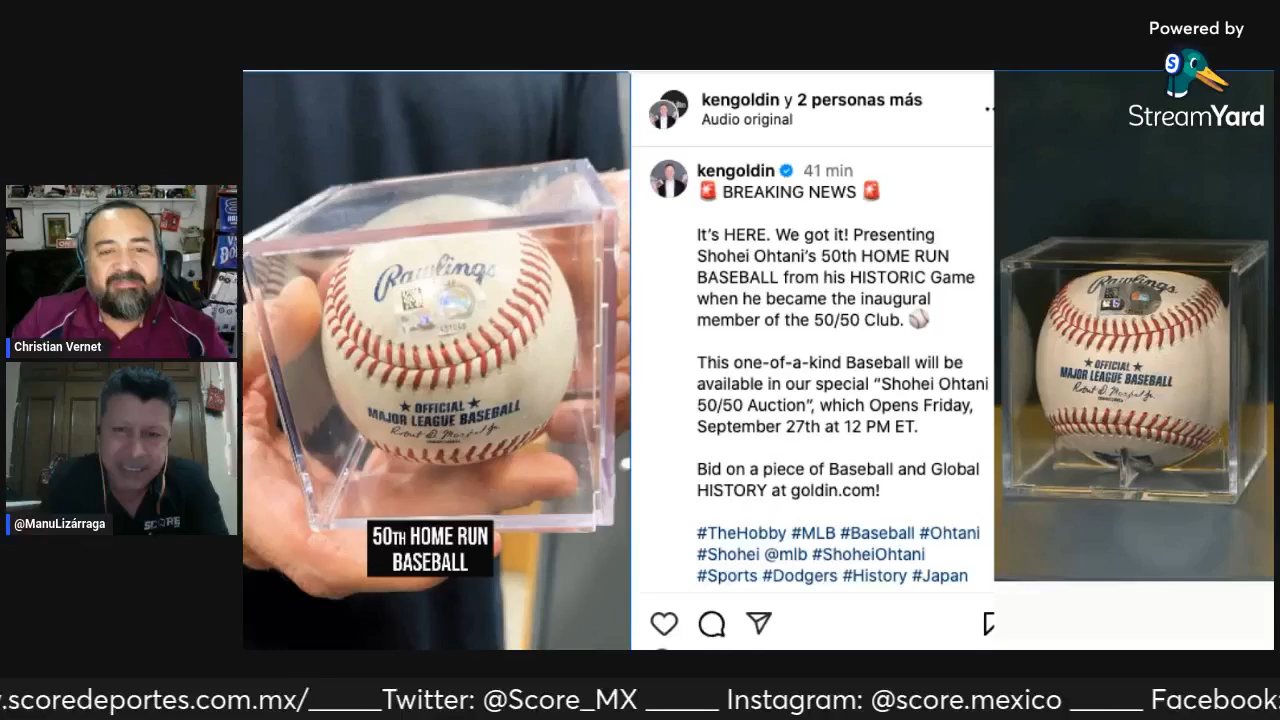 Powered by
StreamYard
kengoldin y 2 personas más
Audio original
kengoldin 41 min
🚨 BREAKING NEWS 🚨
It's HERE. We got it! Presenting
Shohei Ohtani's 50th HOME RUN
BASEBALL from his HISTORIC Game
when he became the inaugural
member of the 50/50 Club. ⚾
This one-of-a-kind Baseball will be
available in our special “Shohei Ohtani
50/50 Auction”, which Opens Friday,
September 27th at 12 PM ET.
Bid on a piece of Baseball and Global
HISTORY at goldin.com!
#TheHobby #MLB #Baseball #Ohtani
#Shohei @mlb #ShoheiOhtani
#Sports #Dodgers #History #Japan
Rawlings
OFFICIAL
MAJOR LEAGUE BASEBALL
50TH HOME RUN
BASEBALL
Rawlings
OFFICIAL
MAJOR LEAGUE BASEBALL
Christian Vernet
@ManuLizárraga
SCORE
.scoredeportes.com.mx/_____Twitter: @Score_MX _____ Instagram: @score.mexico _____ Facebook: